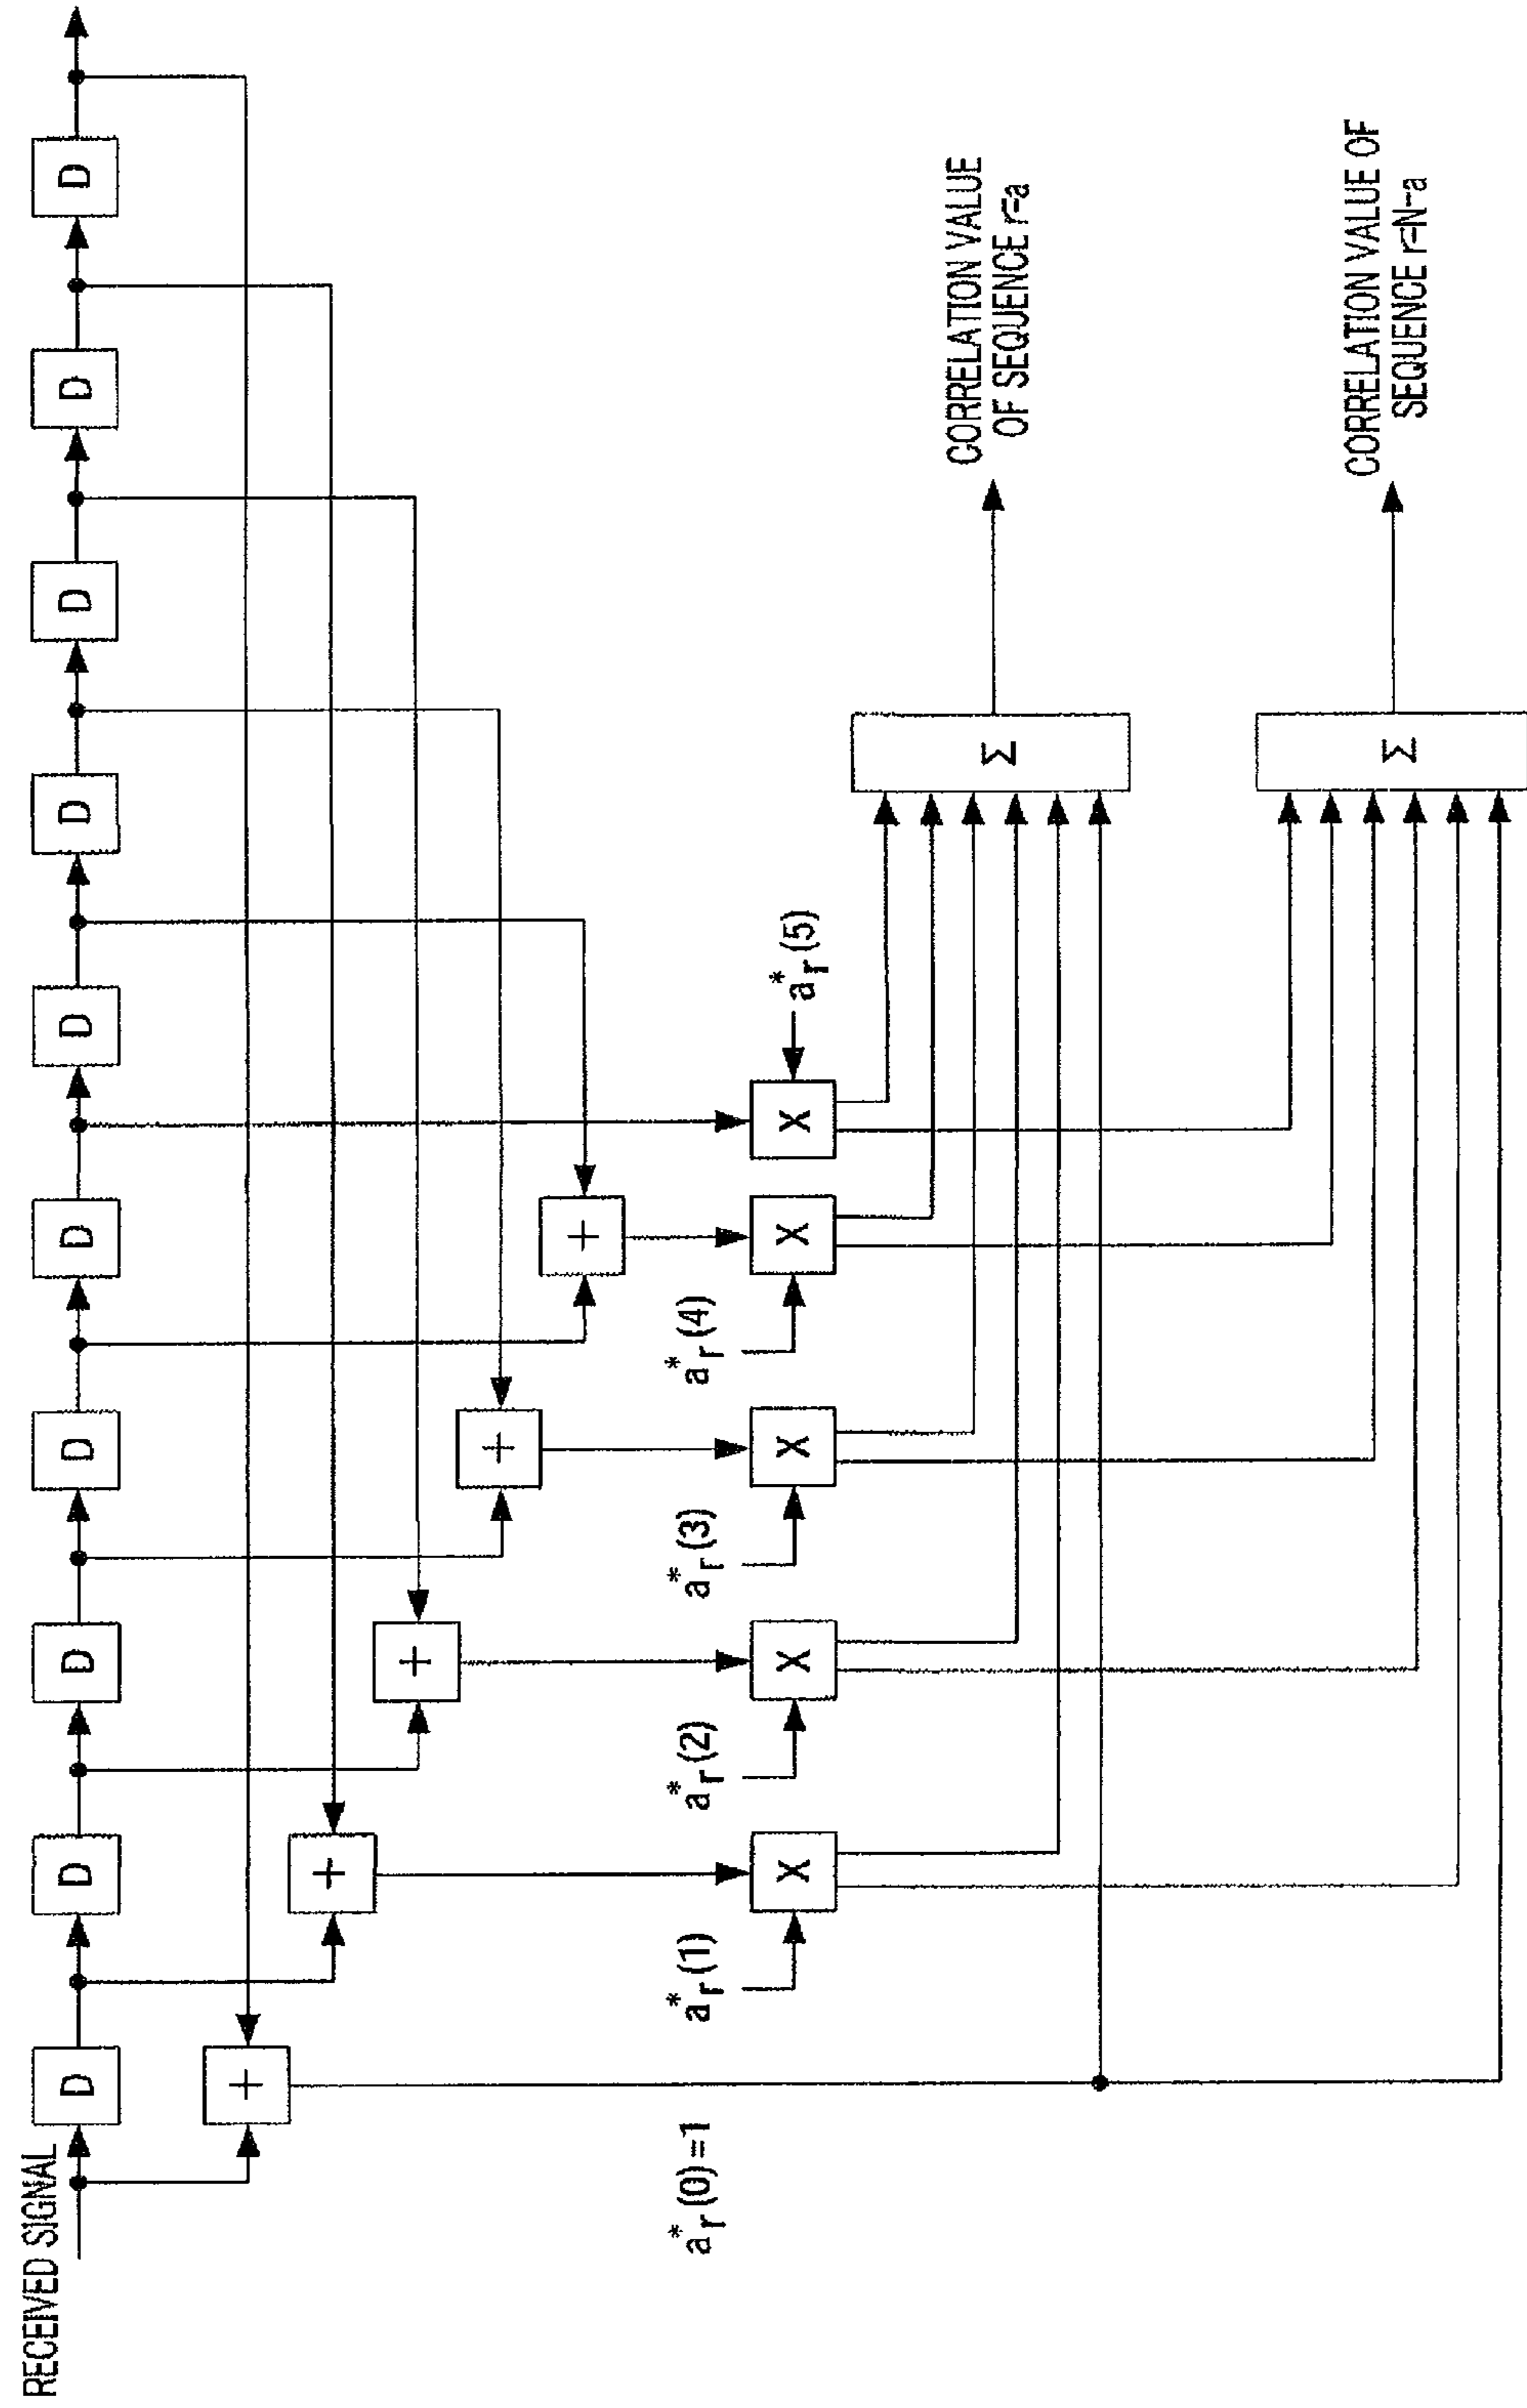 RECEIVED SIGNAL
D D D D D D D D D D
+
+
+
+
+
a*r(0)=1
a*r(1)
a*r(2)
a*r(3)
a*r(4)
X X X X X
a*r(5)
Σ
CORRELATION VALUE
OF SEQUENCE r=a
Σ
CORRELATION VALUE OF
SEQUENCE r=N-a